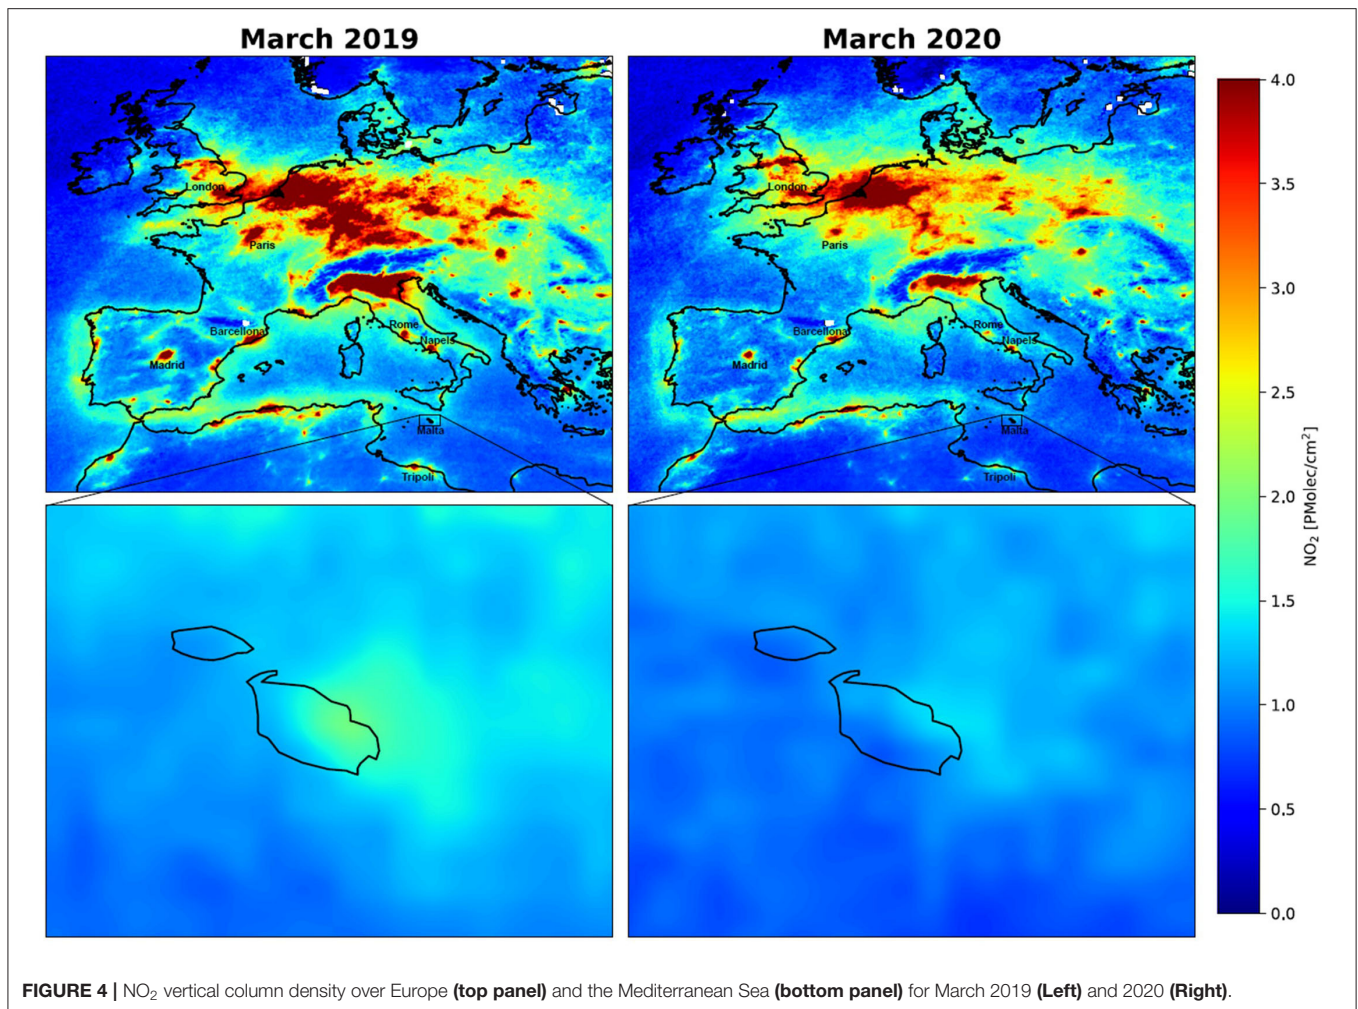 March 2019
March 2020
London
Paris
Barcellona
Rome
Napels
Madrid
Malta
Tripoli
London
Paris
Barcellona
Rome
Napels
Madrid
Malta
Tripoli
4.0
3.5
3.0
2.5
2.0
1.5
1.0
0.5
0.0
NO₂ [PMolec/cm²]
FIGURE 4 | NO₂ vertical column density over Europe (top panel) and the Mediterranean Sea (bottom panel) for March 2019 (Left) and 2020 (Right).